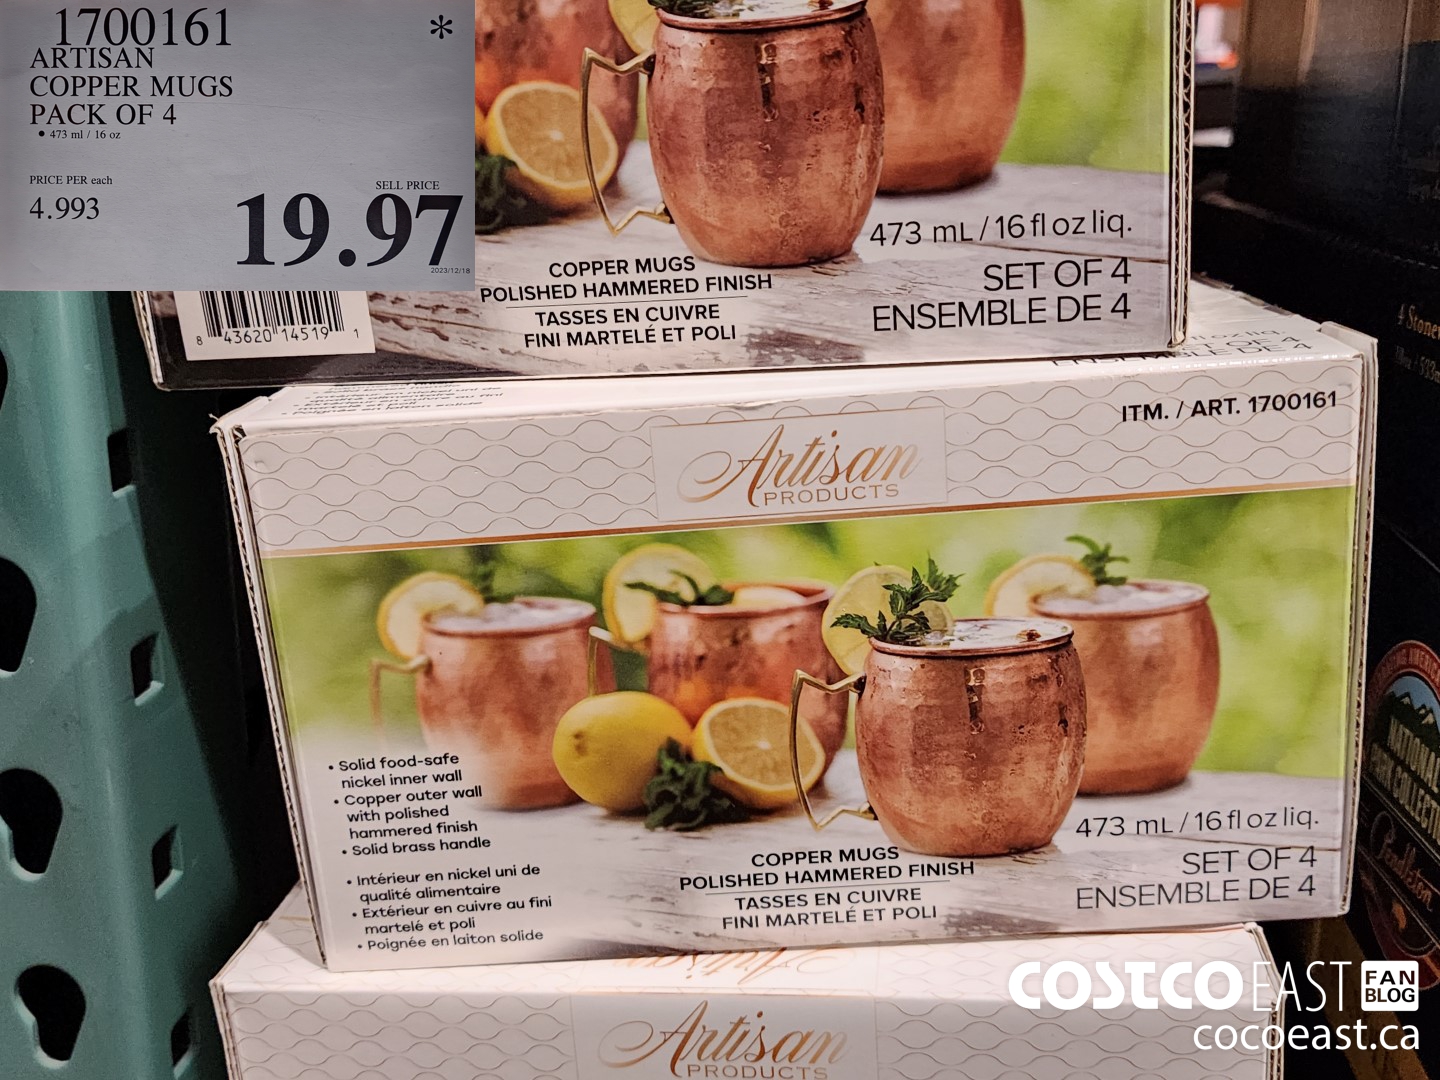 1700161 *
ARTISAN
COPPER MUGS
PACK OF 4
• 473 ml / 16 oz
PRICE PER each
4.993
SELL PRICE
19.97
2023/12/18
8 43620 14519 1
COPPER MUGS
POLISHED HAMMERED FINISH
TASSES EN CUIVRE
FINI MARTELÉ ET POLI
473 mL / 16 fl oz liq.
SET OF 4
ENSEMBLE DE 4
ITM. / ART. 1700161
Artisan
PRODUCTS
• Solid food-safe
nickel inner wall
• Copper outer wall
with polished
hammered finish
• Solid brass handle
• Intérieur en nickel uni de
qualité alimentaire
• Extérieur en cuivre au fini
martelé et poli
• Poignée en laiton solide
COPPER MUGS
POLISHED HAMMERED FINISH
TASSES EN CUIVRE
FINI MARTELÉ ET POLI
473 mL / 16 fl oz liq.
SET OF 4
ENSEMBLE DE 4
Artisan
PRODUCTS
Pendleton
COSTCO EAST FAN
BLOG
cocoeast.ca